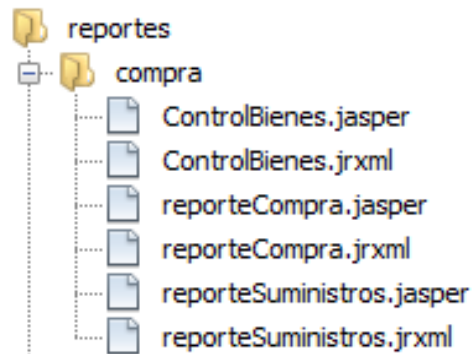 reportes
compra
ControlBienes.jasper
ControlBienes.jrxml
reporteCompra.jasper
reporteCompra.jrxml
reporteSuministros.jasper
reporteSuministros.jrxml